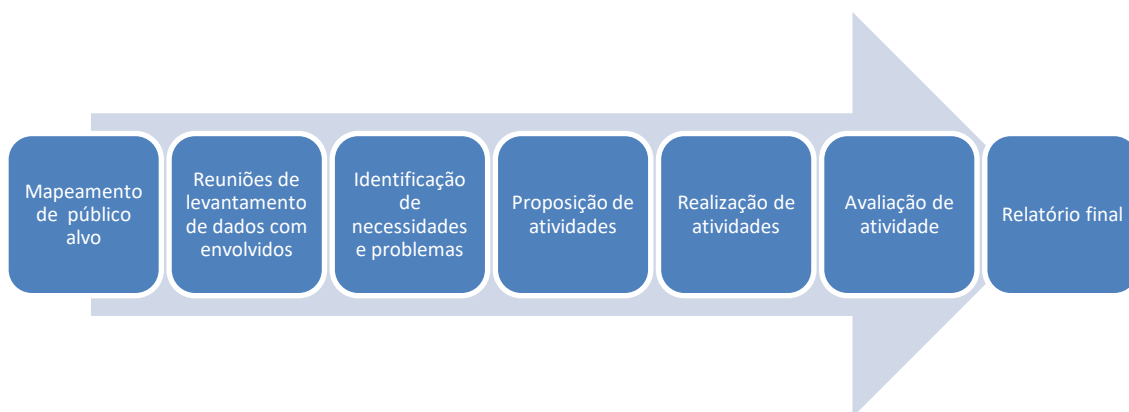 Mapeamento
de público
alvo
Reuniões de
levantamento
de dados com
envolvidos
Identificação
de
necessidades
e problemas
Proposição de
atividades
Realização de
atividades
Avaliação de
atividade
Relatório final